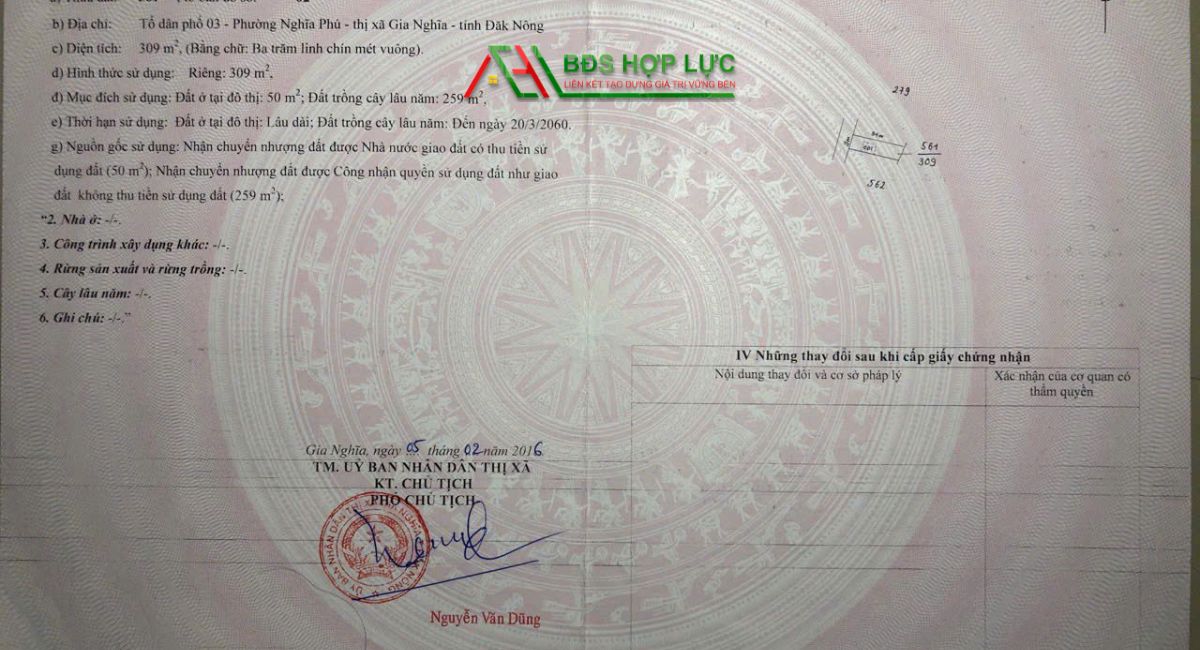 b) Địa chỉ: Tổ dân phố 03 - Phường Nghĩa Phú - thị xã Gia Nghĩa - tỉnh Đăk Nông
c) Diện tích: 309 m², (Bằng chữ: Ba trăm linh chín mét vuông).
d) Hình thức sử dụng: Riêng: 309 m².
đ) Mục đích sử dụng: Đất ở tại đô thị: 50 m²; Đất trồng cây lâu năm: 259 m².
e) Thời hạn sử dụng: Đất ở tại đô thị: Lâu dài; Đất trồng cây lâu năm: Đến ngày 20/3/2060.
g) Nguồn gốc sử dụng: Nhận chuyển nhượng đất được Nhà nước giao đất có thu tiền sử
dụng đất (50 m²); Nhận chuyển nhượng đất được Công nhận quyền sử dụng đất như giao
đất không thu tiền sử dụng đất (259 m²);
"2. Nhà ở: -/-.
3. Công trình xây dựng khác: -/-.
4. Rừng sản xuất và rừng trồng: -/-.
5. Cây lâu năm: -/-.
6. Ghi chú: -/-."
BĐS HỢP LỰC
LIÊN KẾT TẠO DỰNG GIÁ TRỊ VỮNG BỀN
279
561
309
562
IV Những thay đổi sau khi cấp giấy chứng nhận
Nội dung thay đổi và cơ sở pháp lý
Xác nhận của cơ quan có
thẩm quyền
Gia Nghĩa, ngày 05 tháng 02 năm 2016.
TM. UỶ BAN NHÂN DÂN THỊ XÃ
KT. CHỦ TỊCH
PHÓ CHỦ TỊCH
Nguyễn Văn Dũng